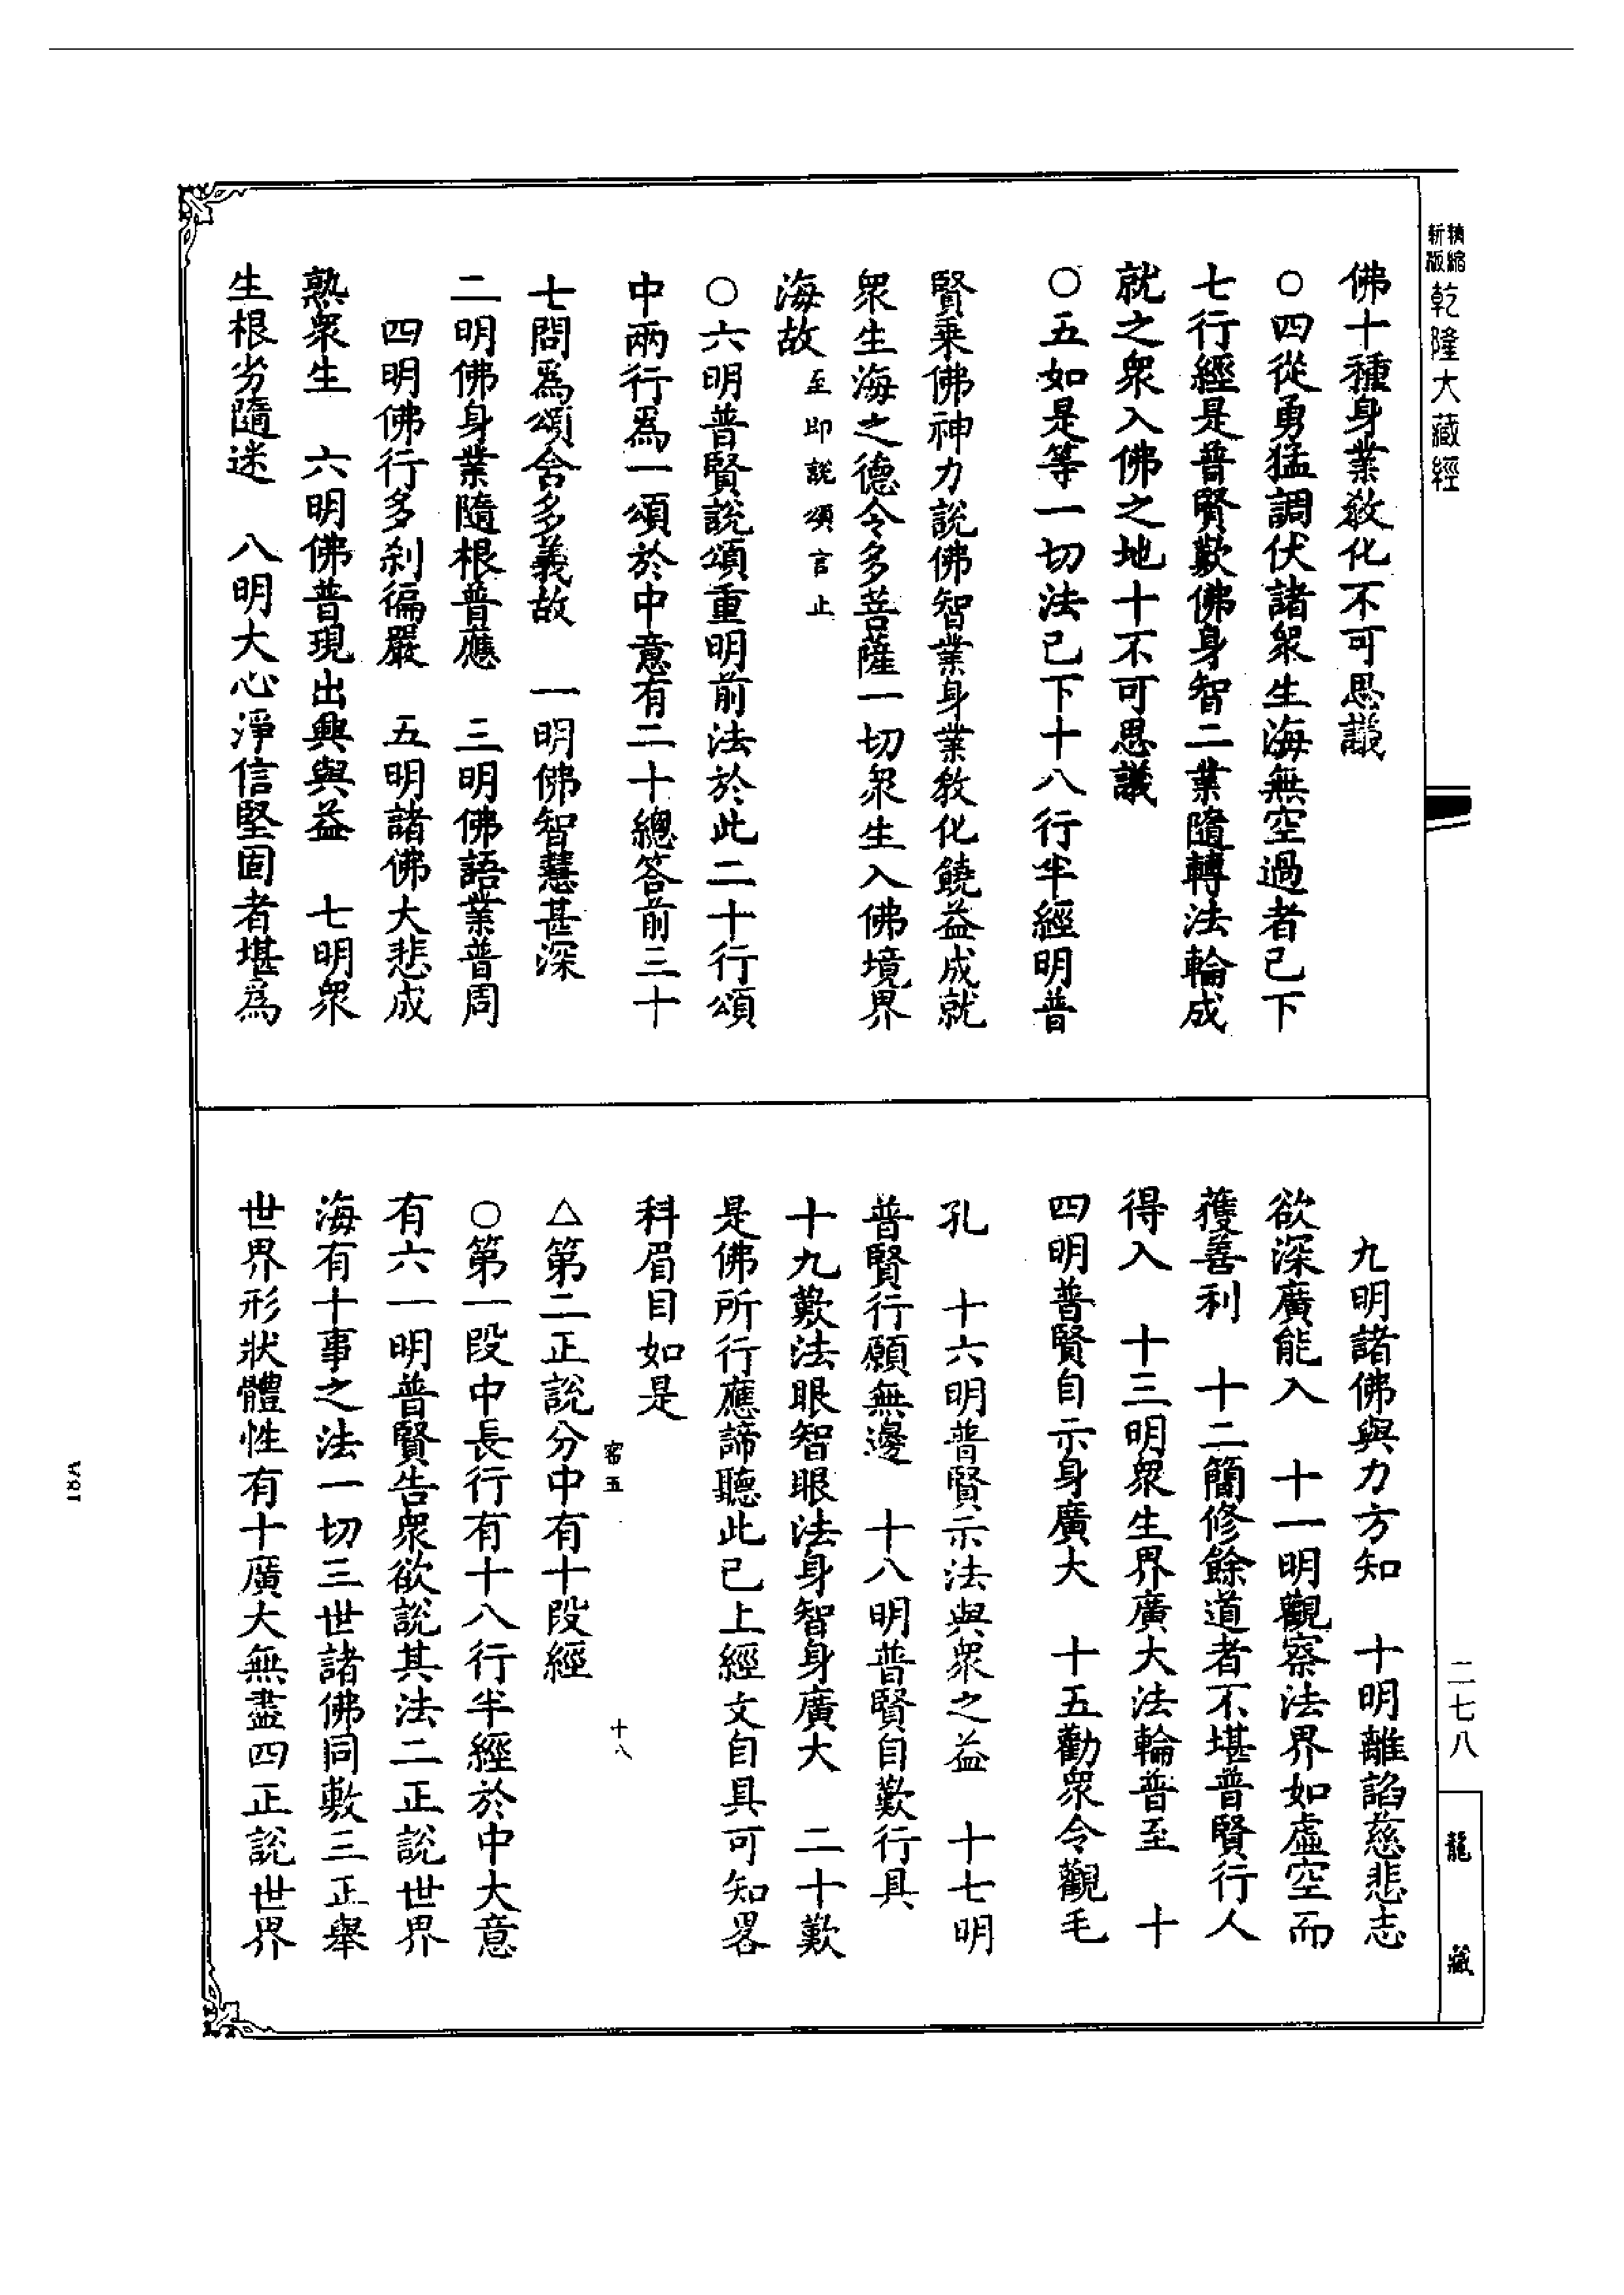 精縮新版乾隆大藏經
佛十種身業教化不可思議
○四從勇猛調伏諸衆生海無空過者已下
七行經是普賢歎佛身智二業隨轉法輪成
就之衆入佛之地十不可思議
○五如是等一切法已下十八行半經明普
賢乘佛神力說佛智業身業教化饒益成就
衆生海之德令多菩薩一切衆生入佛境界
海故至即說頌言止
○六明普賢說頌重明前法於此二十行頌
中兩行爲一頌於中意有二十總答前三十
七問爲頌含多義故　一明佛智慧甚深
二明佛身業隨根普應　三明佛語業普周
四明佛行多刹徧嚴　五明諸佛大悲成
熟衆生　六明佛普現出興與益　七明衆
生根劣隨迷　八明大心淨信堅固者堪爲
九明諸佛與力方知　十明離諂慈悲志
欲深廣能入　十一明觀察法界如虛空而
獲善利　十二簡修餘道者不堪普賢行人
得入　十三明衆生界廣大法輪普至　十
四明普賢自示身廣大　十五勸衆令觀毛
孔　十六明普賢示法與衆之益　十七明
普賢行願無邊　十八明普賢自歎行具
十九歎法眼智眼法身智身廣大　二十歎
是佛所行應諦聽此已上經文自具可知畧
科眉目如是
密五　十八
△第二正說分中有十段經
○第一段中長行有十八行半經於中大意
有六一明普賢告衆欲說其法二正說世界
海有十事之法一切三世諸佛同敷三正舉
世界形狀體性有十廣大無盡四正說世界
二七八
龍藏